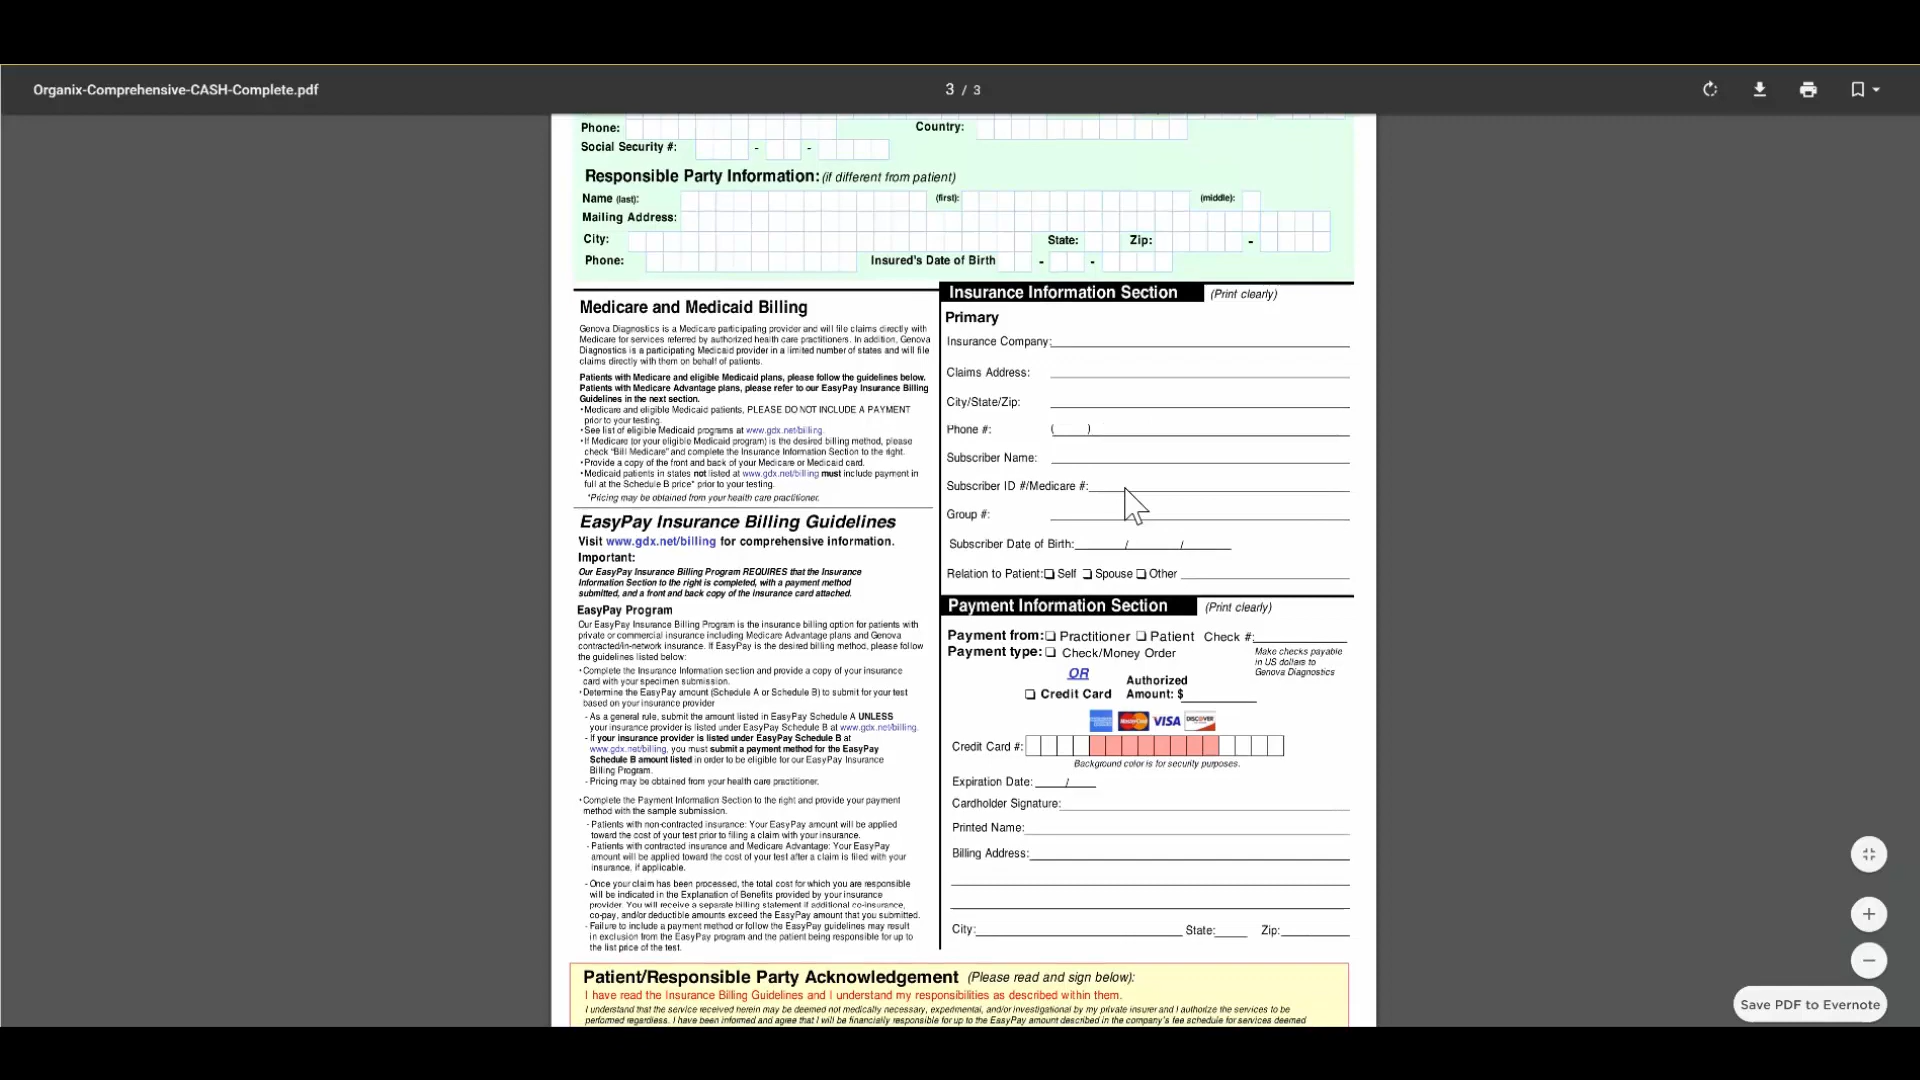 Organix-Comprehensive-CASH-Complete.pdf
3 / 3
Phone:
Country:
Social Security #:
- -
Responsible Party Information: (if different from patient)
Name (last):
(first):
(middle):
Mailing Address:
City:
State:
Zip:
-
Phone:
Insured's Date of Birth
- -
Medicare and Medicaid Billing
Genova Diagnostics is a Medicare participating provider and will file claims directly with
Medicare for services referred by authorized health care practitioners. In addition, Genova
Diagnostics is a participating Medicaid provider in a limited number of states and will file
claims directly with them on behalf of patients.
Patients with Medicare and eligible Medicaid plans, please follow the guidelines below.
Patients with Medicare Advantage plans, please refer to our EasyPay Insurance Billing
Guidelines in the next section.
•Medicare and eligible Medicaid patients, PLEASE DO NOT INCLUDE A PAYMENT
prior to your testing.
•See list of eligible Medicaid programs at www.gdx.net/billing.
•If Medicare (or your eligible Medicaid program) is the desired billing method, please
check "Bill Medicare" and complete the Insurance Information Section to the right.
•Provide a copy of the front and back of your Medicare or Medicaid card.
•Medicaid patients in states not listed at www.gdx.net/billing must include payment in
full at the Schedule B price* prior to your testing.
*Pricing may be obtained from your health care practitioner.
EasyPay Insurance Billing Guidelines
Visit www.gdx.net/billing for comprehensive information.
Important:
Our EasyPay Insurance Billing Program REQUIRES that the Insurance
Information Section to the right is completed, with a payment method
submitted, and a front and back copy of the insurance card attached.
EasyPay Program
Our EasyPay Insurance Billing Program is the insurance billing option for patients with
private or commercial insurance including Medicare Advantage plans and Genova
contracted/in-network insurance. If EasyPay is the desired billing method, please follow
the guidelines listed below:
•Complete the Insurance Information section and provide a copy of your insurance
card with your specimen submission.
•Determine the EasyPay amount (Schedule A or Schedule B) to submit for your test
based on your insurance provider
- As a general rule, submit the amount listed in EasyPay Schedule A UNLESS
your insurance provider is listed under EasyPay Schedule B at www.gdx.net/billing.
- If your insurance provider is listed under EasyPay Schedule B at
www.gdx.net/billing, you must submit a payment method for the EasyPay
Schedule B amount listed in order to be eligible for our EasyPay Insurance
Billing Program.
- Pricing may be obtained from your health care practitioner.
•Complete the Payment Information Section to the right and provide your payment
method with the sample submission.
- Patients with non-contracted insurance: Your EasyPay amount will be applied
toward the cost of your test prior to filing a claim with your insurance.
- Patients with contracted insurance and Medicare Advantage: Your EasyPay
amount will be applied toward the cost of your test after a claim is filed with your
insurance, if applicable.
- Once your claim has been processed, the total cost for which you are responsible
will be indicated in the Explanation of Benefits provided by your insurance
provider. You will receive a separate billing statement if additional co-insurance,
co-pay, and/or deductible amounts exceed the EasyPay amount that you submitted.
- Failure to include a payment method or follow the EasyPay guidelines may result
in exclusion from the EasyPay program and the patient being responsible for up to
the list price of the test.
Insurance Information Section (Print clearly)
Primary
Insurance Company:
Claims Address:
City/State/Zip:
Phone #: ( )
Subscriber Name:
Subscriber ID #/Medicare #:
Group #:
Subscriber Date of Birth: / /
Relation to Patient: Self Spouse Other
Payment Information Section (Print clearly)
Payment from: Practitioner Patient Check #:
Payment type: Check/Money Order
Make checks payable
in US dollars to
Genova Diagnostics
OR
Credit Card
Authorized
Amount: $
MasterCard VISA DISCOVER
Credit Card #:
Background color is for security purposes.
Expiration Date: /
Cardholder Signature:
Printed Name:
Billing Address:
City: State: Zip:
Patient/Responsible Party Acknowledgement (Please read and sign below):
I have read the Insurance Billing Guidelines and I understand my responsibilities as described within them.
I understand that the service received herein may be deemed not medically necessary, experimental, and/or investigational by my private insurer and I authorize the services to be
performed regardless. I have been informed and agree that I will be financially responsible for up to the EasyPay amount described in the company's fee schedule for services deemed
Save PDF to Evernote